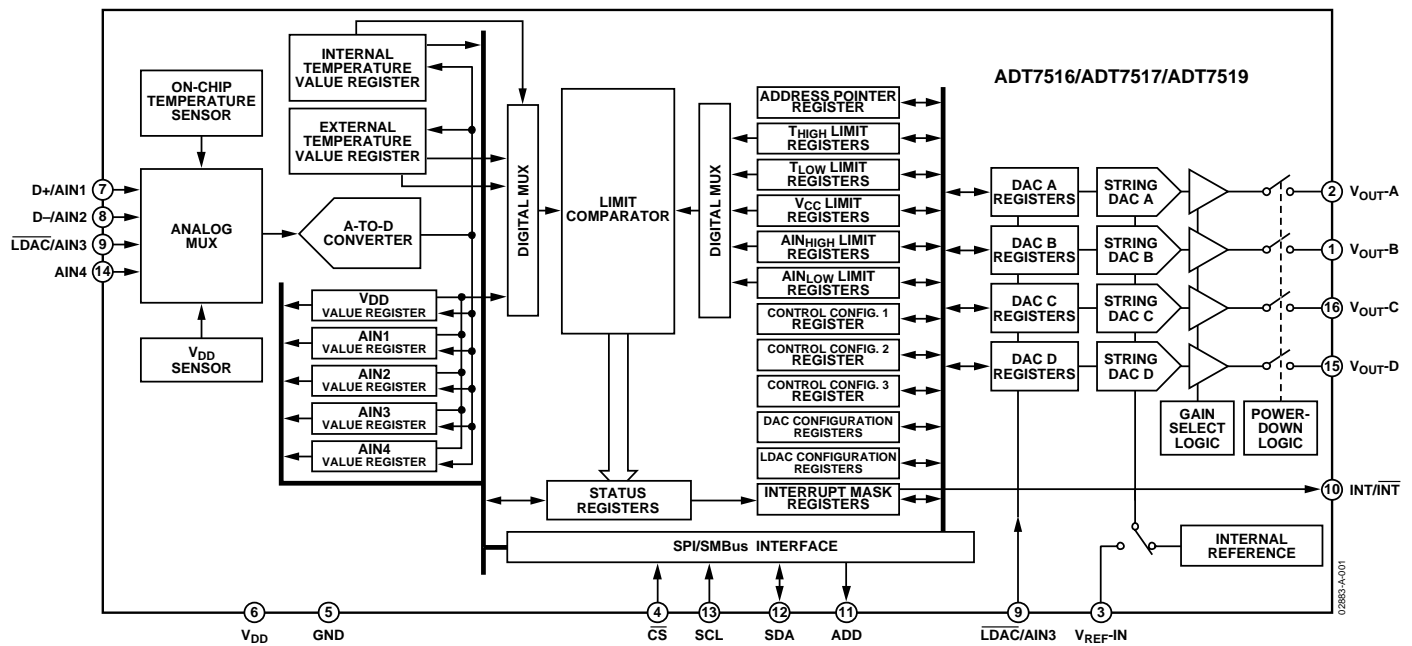 ADT7516/ADT7517/ADT7519
INTERNAL
TEMPERATURE
VALUE REGISTER
ON-CHIP
TEMPERATURE
SENSOR
EXTERNAL
TEMPERATURE
VALUE REGISTER
D+/AIN1
7
D–/AIN2
8
LDAC/AIN3
9
AIN4
14
ANALOG
MUX
A-TO-D
CONVERTER
VDD
SENSOR
VDD
VALUE REGISTER
AIN1
VALUE REGISTER
AIN2
VALUE REGISTER
AIN3
VALUE REGISTER
AIN4
VALUE REGISTER
DIGITAL MUX
LIMIT
COMPARATOR
DIGITAL MUX
ADDRESS POINTER
REGISTER
THIGH LIMIT
REGISTERS
TLOW LIMIT
REGISTERS
VCC LIMIT
REGISTERS
AINHIGH LIMIT
REGISTERS
AINLOW LIMIT
REGISTERS
CONTROL CONFIG. 1
REGISTER
CONTROL CONFIG. 2
REGISTER
CONTROL CONFIG. 3
REGISTER
DAC CONFIGURATION
REGISTERS
LDAC CONFIGURATION
REGISTERS
INTERRUPT MASK
REGISTERS
STATUS
REGISTERS
SPI/SMBus INTERFACE
DAC A
REGISTERS
STRING
DAC A
2
VOUT-A
DAC B
REGISTERS
STRING
DAC B
1
VOUT-B
DAC C
REGISTERS
STRING
DAC C
16
VOUT-C
DAC D
REGISTERS
STRING
DAC D
15
VOUT-D
GAIN
SELECT
LOGIC
POWER-
DOWN
LOGIC
10
INT/INT
INTERNAL
REFERENCE
6
VDD
5
GND
4
CS
13
SCL
12
SDA
11
ADD
9
LDAC/AIN3
3
VREF-IN
02883-A-001